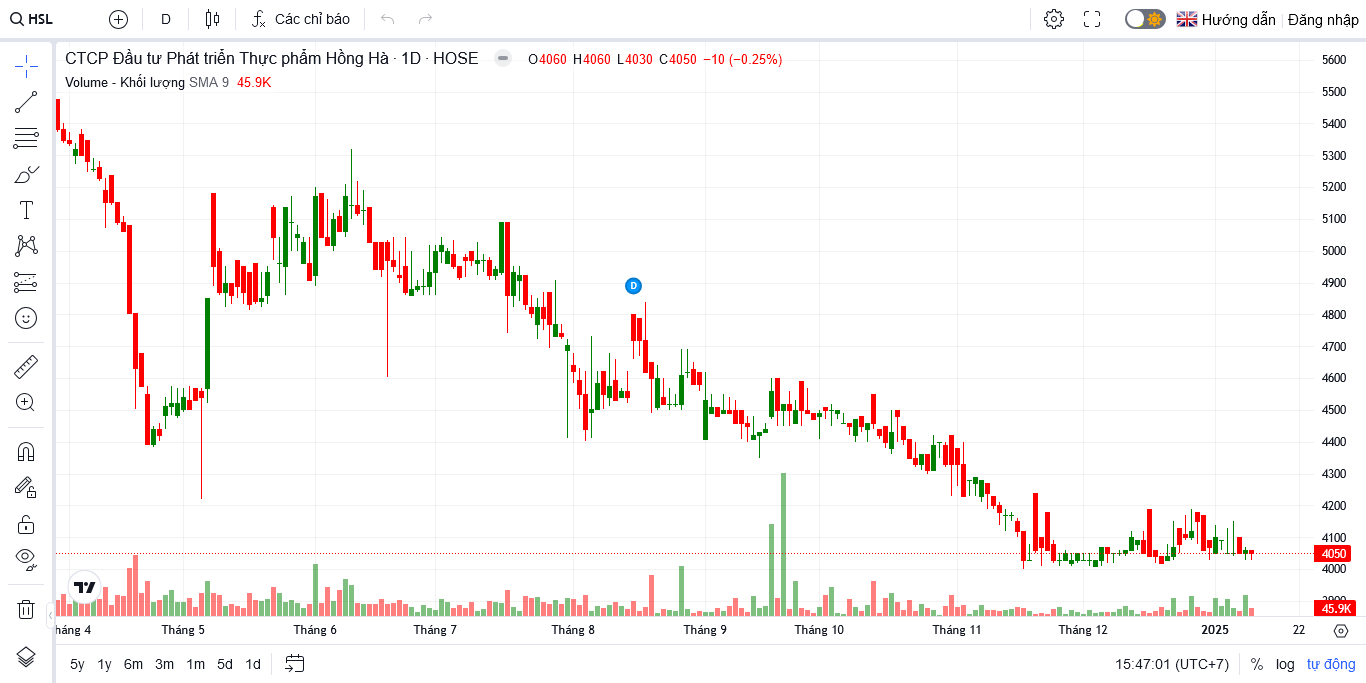 HSL D Các chỉ báo Hướng dẫn Đăng nhập
CTCP Đầu tư Phát triển Thực phẩm Hồng Hà · 1D · HOSE O4060 H4060 L4030 C4050 −10 (−0.25%)
Volume - Khối lượng SMA 9 45.9K
5600
5500
5400
5300
5200
5100
5000
4900
D
4800
4700
4600
4500
4400
4300
4200
4100
4050
4000
45.9K
háng 4 Tháng 5 Tháng 6 Tháng 7 Tháng 8 Tháng 9 Tháng 10 Tháng 11 Tháng 12 2025 22
5y 1y 6m 3m 1m 5d 1d 15:47:01 (UTC+7) % log tự động